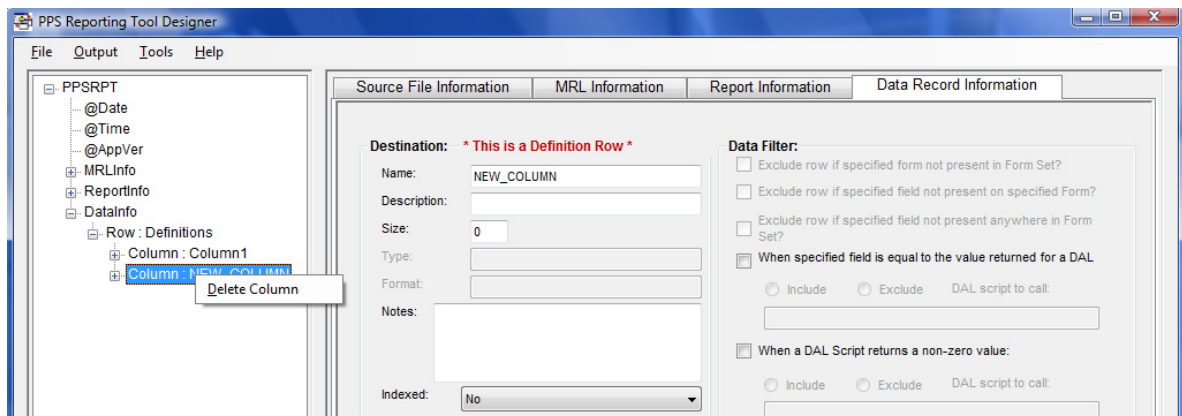 PPS Reporting Tool Designer
File Output Tools Help
PPSRPT
@Date
@Time
@AppVer
MRLInfo
ReportInfo
DataInfo
Row : Definitions
Column : Column1
Column : NEW_COLUMN
Delete Column
Source File Information MRL Information Report Information Data Record Information
Destination: * This is a Definition Row *
Name: NEW_COLUMN
Description:
Size: 0
Type:
Format:
Notes:
Indexed: No
Data Filter:
Exclude row if specified form not present in Form Set?
Exclude row if specified field not present on specified Form?
Exclude row if specified field not present anywhere in Form
Set?
When specified field is equal to the value returned for a DAL
Include Exclude DAL script to call:
When a DAL Script returns a non-zero value:
Include Exclude DAL script to call: